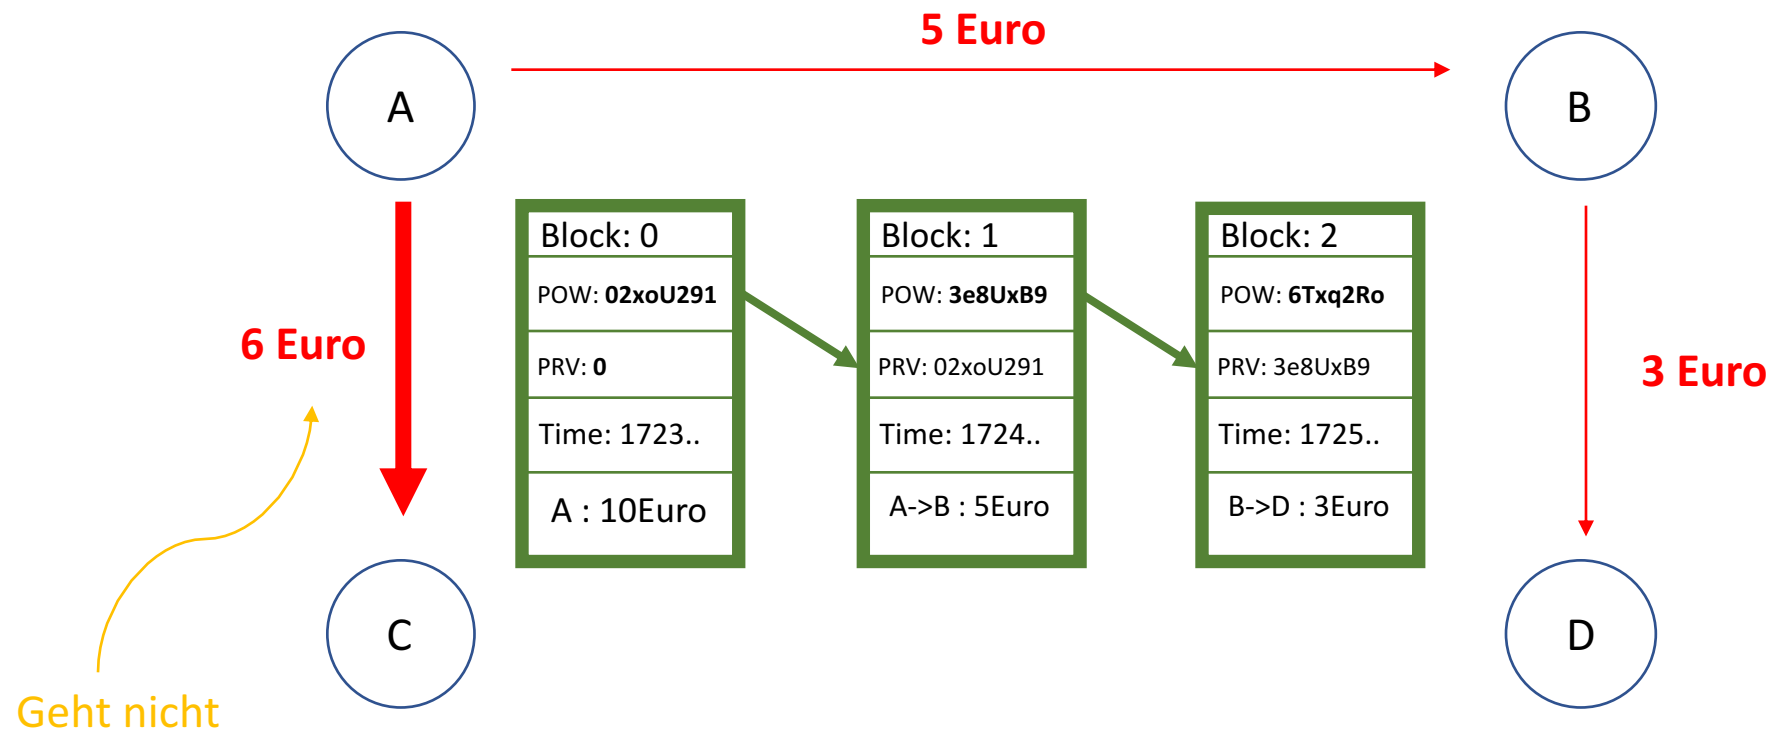 5 Euro
A
B
Block: 0
POW: 02xoU291
PRV: 0
Time: 1723..
A : 10Euro
Block: 1
POW: 3e8UxB9
PRV: 02xoU291
Time: 1724..
A->B : 5Euro
Block: 2
POW: 6Txq2Ro
PRV: 3e8UxB9
Time: 1725..
B->D : 3Euro
6 Euro
3 Euro
C
D
Geht nicht